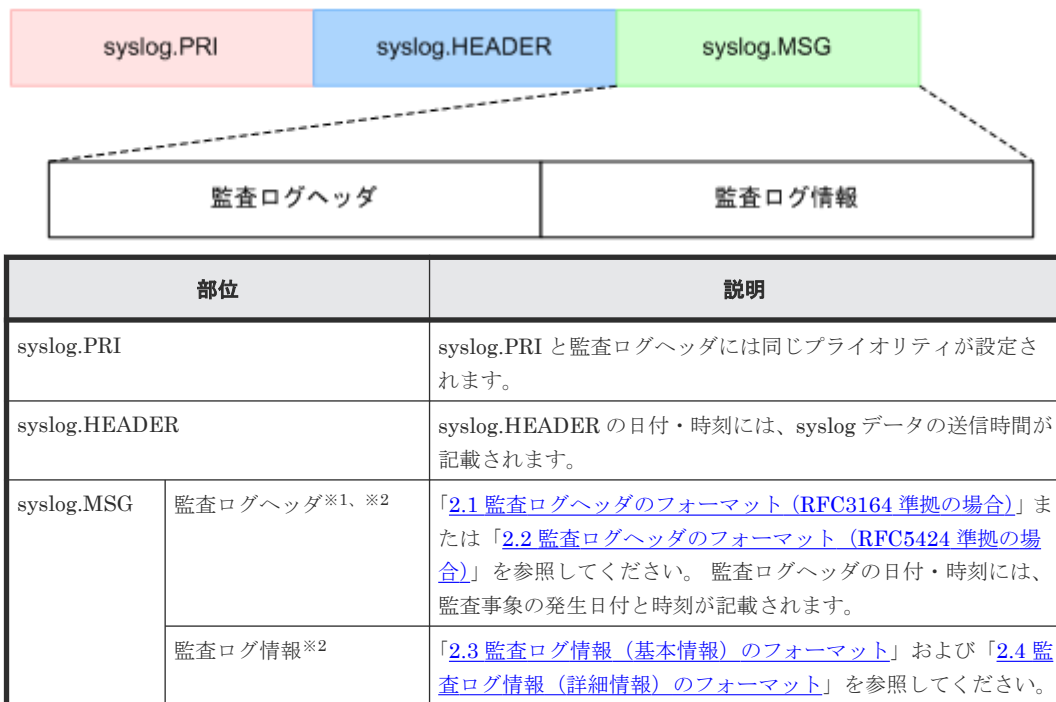 syslog.PRI
syslog.HEADER
syslog.MSG
監査ログヘッダ
監査ログ情報
部位
説明
syslog.PRI
syslog.PRI と監査ログヘッダには同じプライオリティが設定さ
れます。
syslog.HEADER
syslog.HEADER の日付・時刻には、syslog データの送信時間が
記載されます。
syslog.MSG
監査ログヘッダ※1、※2
「2.1 監査ログヘッダのフォーマット（RFC3164 準拠の場合）」ま
たは「2.2 監査ログヘッダのフォーマット（RFC5424 準拠の場
合）」を参照してください。 監査ログヘッダの日付・時刻には、
監査事象の発生日付と時刻が記載されます。
監査ログ情報※2
「2.3 監査ログ情報（基本情報）のフォーマット」および「2.4 監
査ログ情報（詳細情報）のフォーマット」を参照してください。